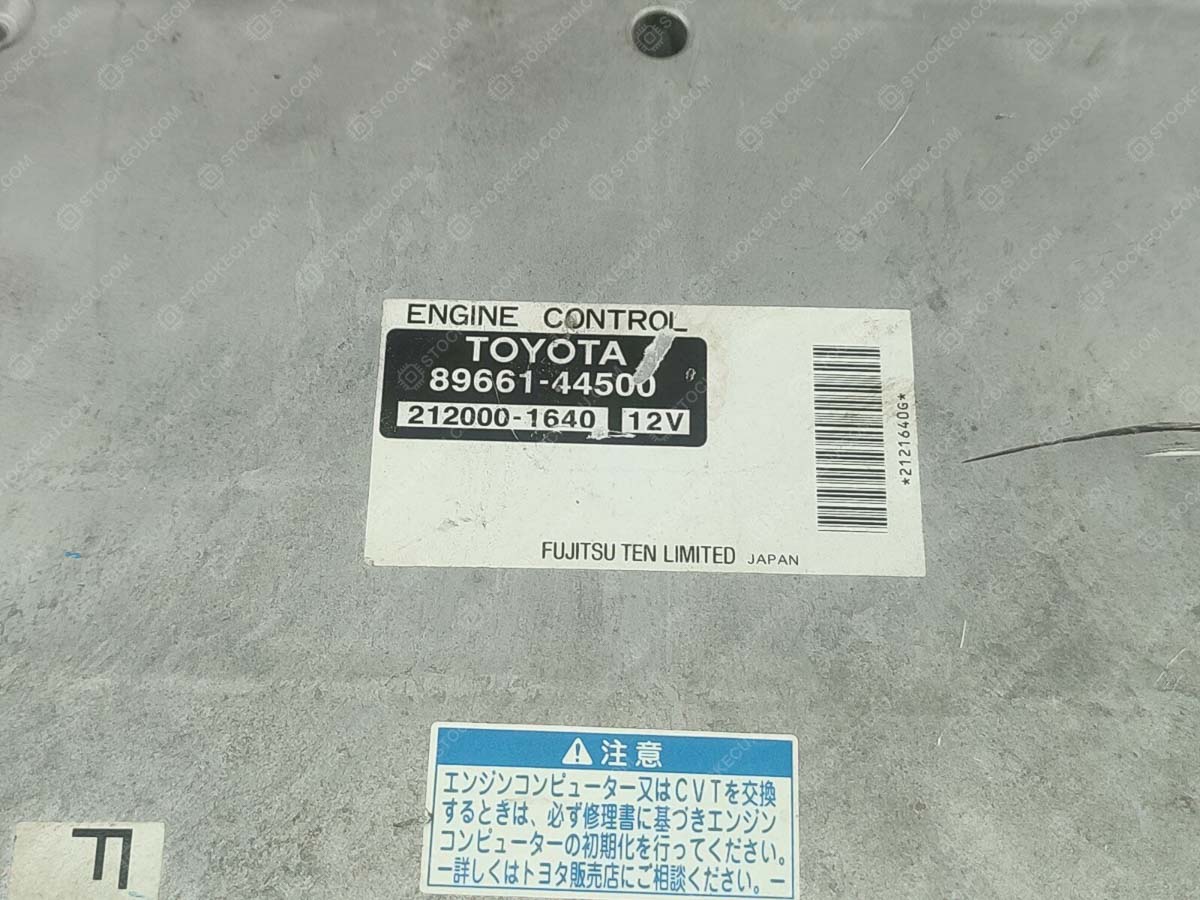 ENGINE CONTROL
TOYOTA
89661-44500
212000-1640 12V
*2121640G*
FUJITSU TEN LIMITED JAPAN
⚠注意
エンジンコンピューター又はCVTを交換
するときは、必ず修理書に基づきエンジン
コンピューターの初期化を行ってください。
ー詳しくはトヨタ販売店にご相談ください。ー
F
STOCKECU.COM